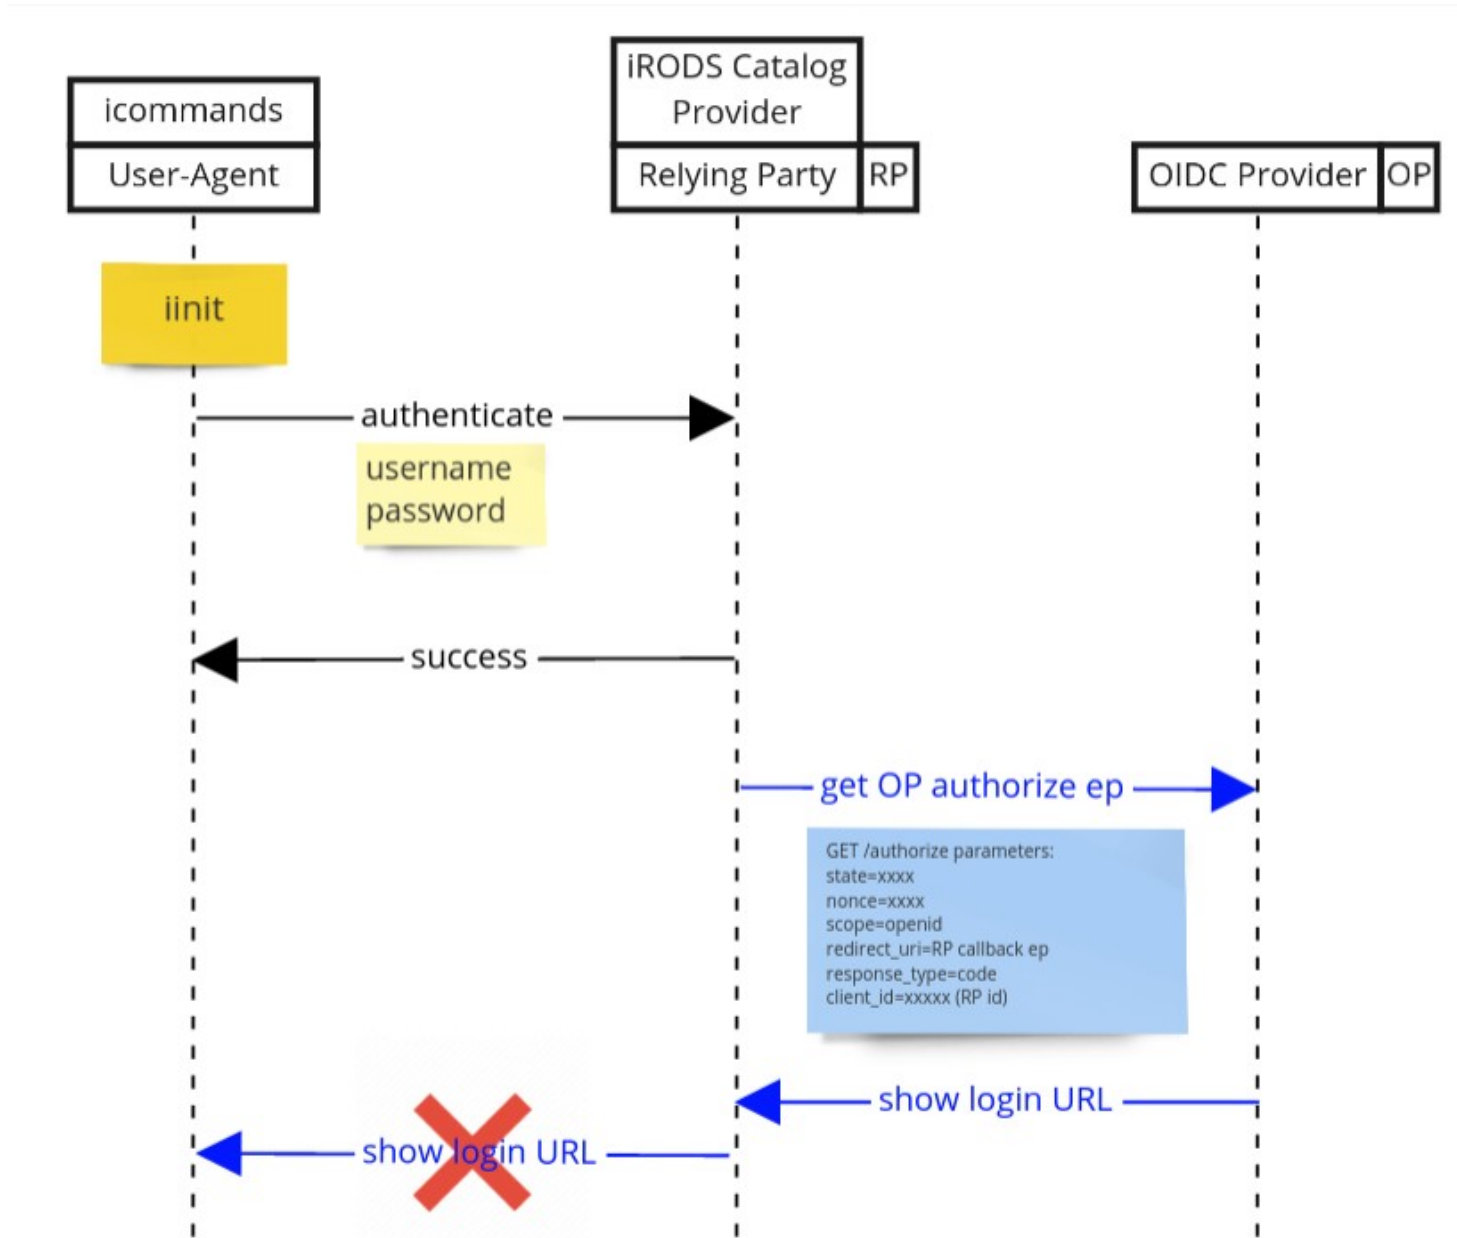 iRODS Catalog
Provider
icommands
User-Agent
Relying Party
RP
OIDC Provider
OP
iinit
authenticate
username
password
success
get OP authorize ep
GET /authorize parameters:
state=xxxx
nonce=xxxx
scope=openid
redirect_uri=RP callback ep
response_type=code
client_id=xxxxx (RP id)
show login URL
show login URL